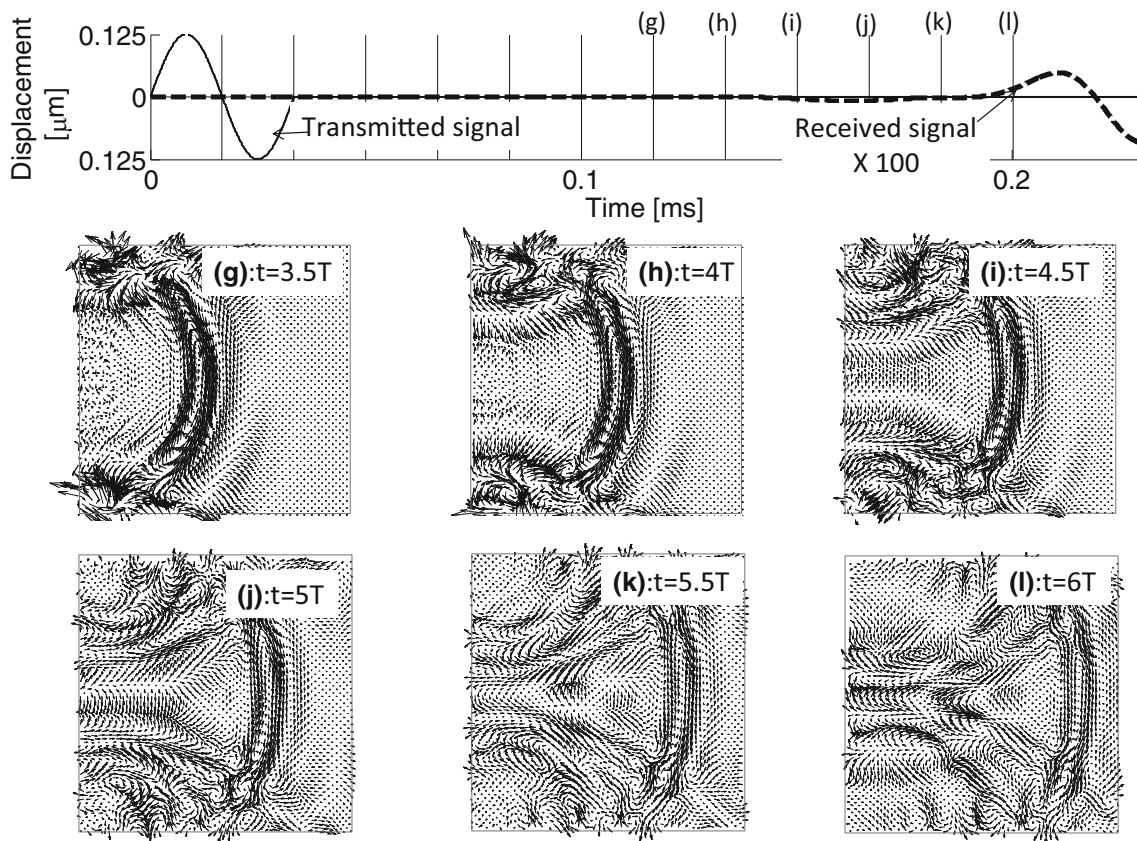 (g) (h) (i) (j) (k) (l)
Displacement
[μm]
0.125
0
0.125
Transmitted signal
Received signal
X 100
0 0.1 0.2
Time [ms]
(g):t=3.5T
(h):t=4T
(i):t=4.5T
(j):t=5T
(k):t=5.5T
(l):t=6T